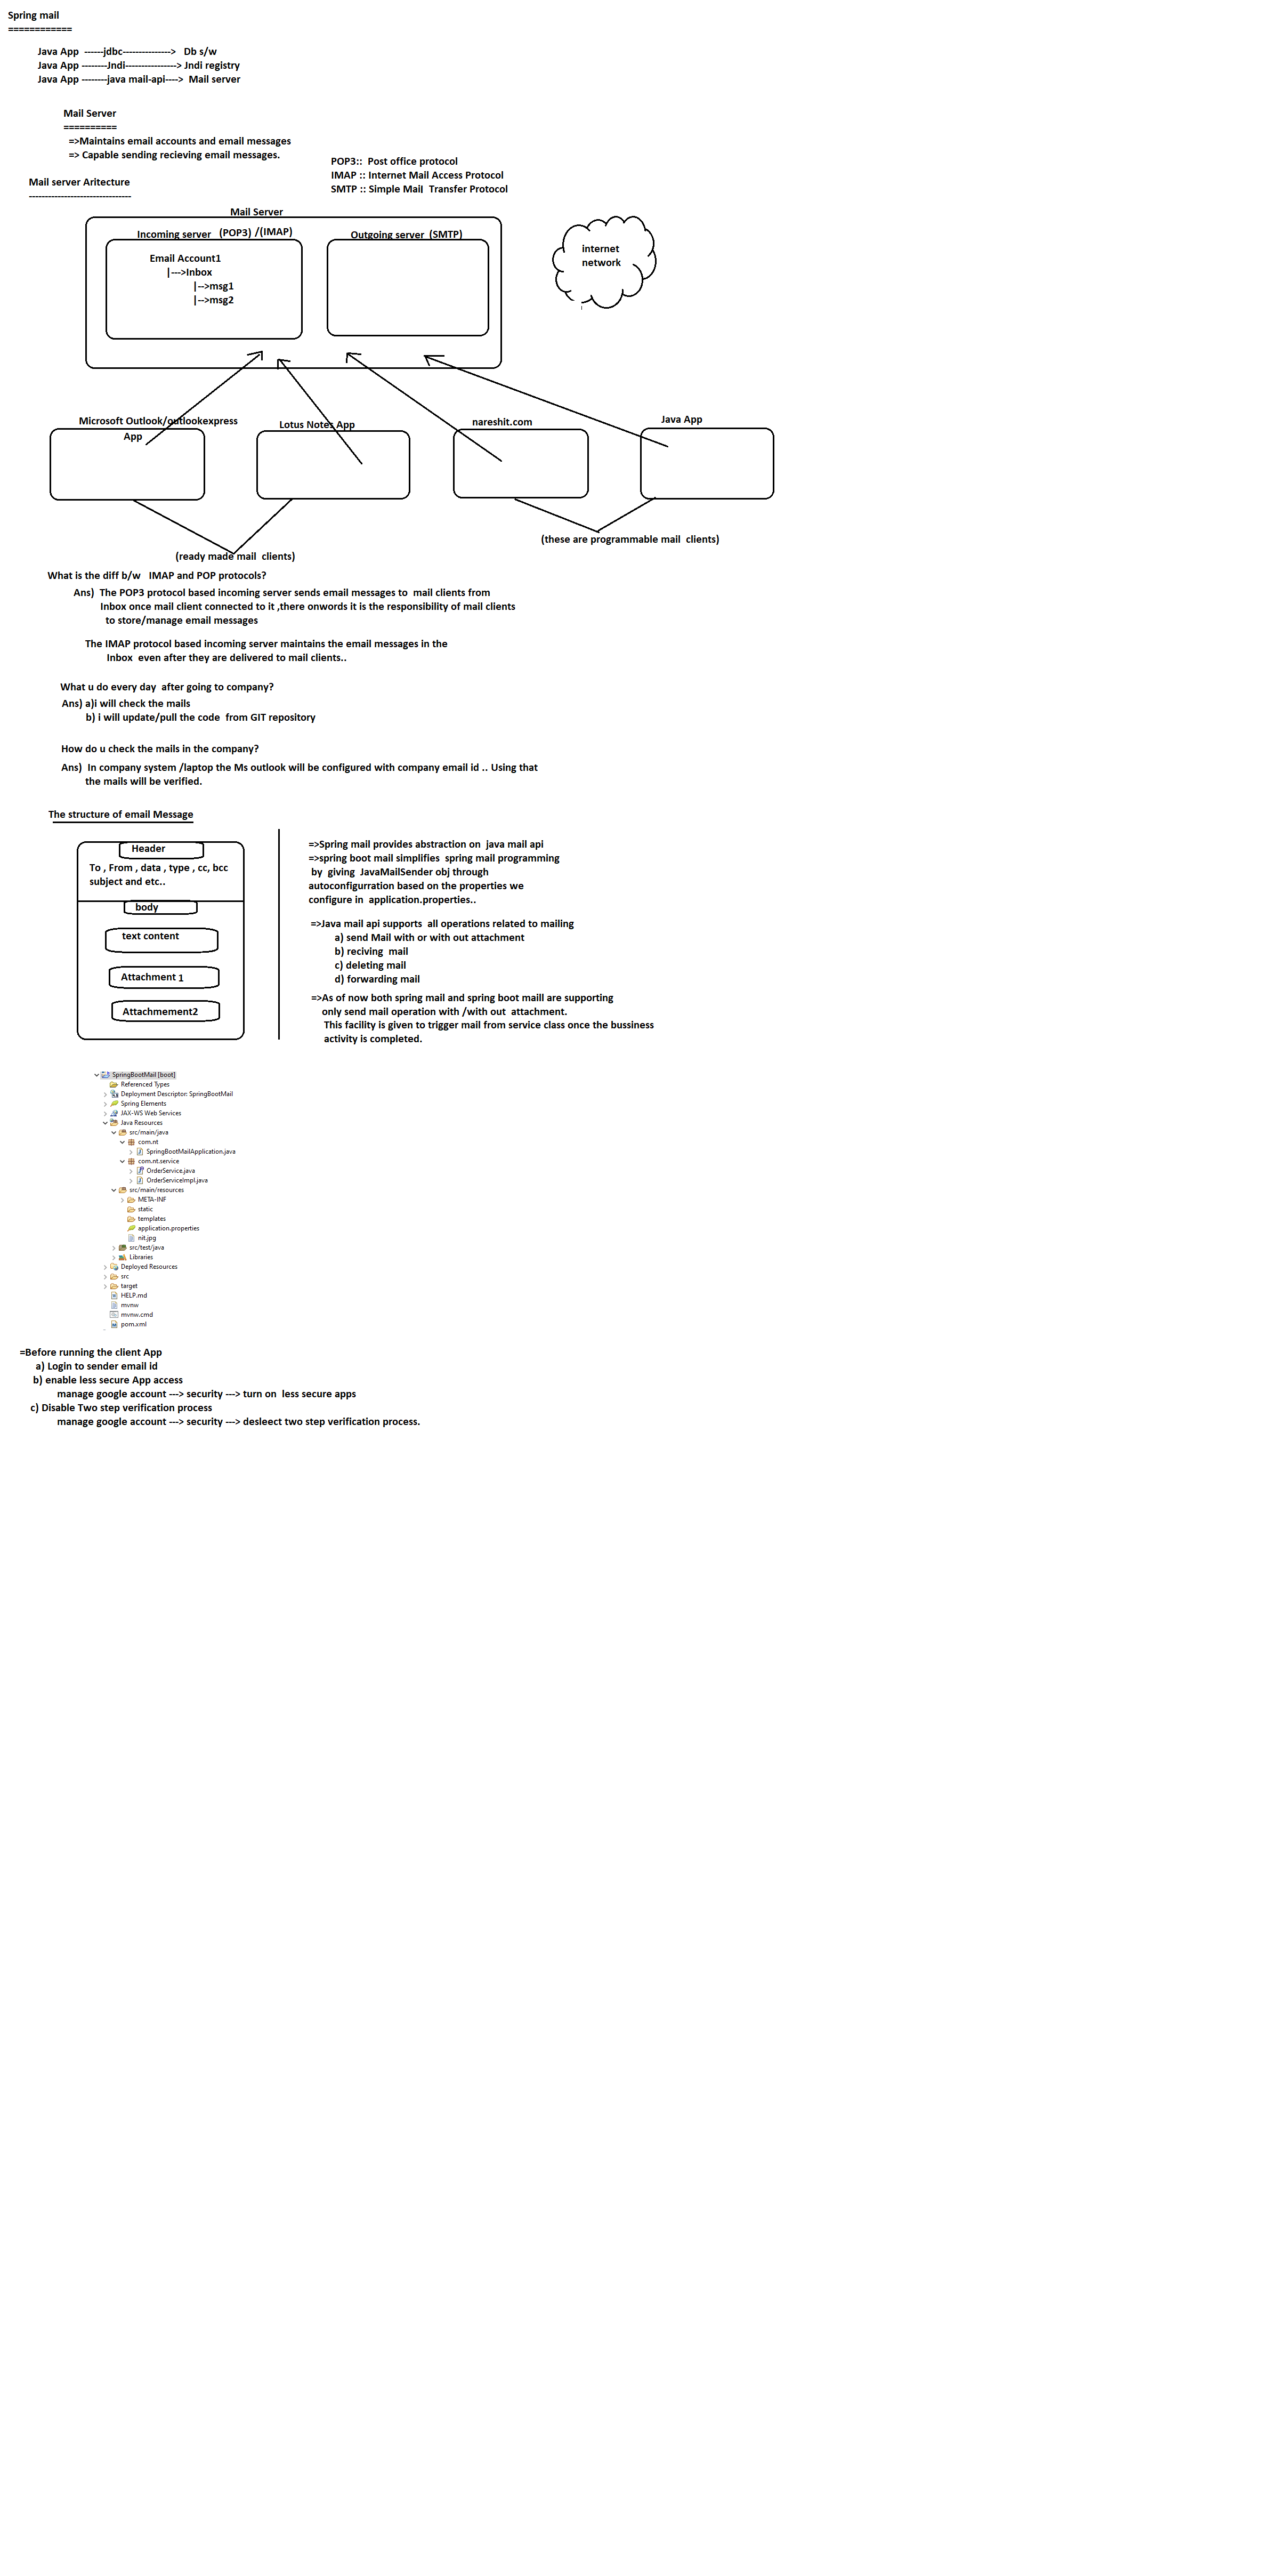 Spring mail
============
Java App ------jdbc---------------> Db s/w
Java App --------Jndi----------------> Jndi registry
Java App --------java mail-api----> Mail server
Mail Server
==========
=>Maintains email accounts and email messages
=> Capable sending recieving email messages.
POP3:: Post office protocol
IMAP :: Internet Mail Access Protocol
SMTP :: Simple Mail Transfer Protocol
Mail server Aritecture
--------------------------------
Mail Server
Incoming server (POP3) /(IMAP)
Outgoing server (SMTP)
Email Account1
|--->Inbox
|-->msg1
|-->msg2
internet
network
Microsoft Outlook/outlookexpress
App
Lotus Notes App
nareshit.com
Java App
(these are programmable mail clients)
(ready made mail clients)
What is the diff b/w IMAP and POP protocols?
Ans) The POP3 protocol based incoming server sends email messages to mail clients from
Inbox once mail client connected to it ,there onwords it is the responsibility of mail clients
to store/manage email messages
The IMAP protocol based incoming server maintains the email messages in the
Inbox even after they are delivered to mail clients..
What u do every day after going to company?
Ans) a)i will check the mails
b) i will update/pull the code from GIT repository
How do u check the mails in the company?
Ans) In company system /laptop the Ms outlook will be configured with company email id .. Using that
the mails will be verified.
The structure of email Message
Header
To , From , data , type , cc, bcc
subject and etc..
body
text content
Attachment 1
Attachmement2
=>Spring mail provides abstraction on java mail api
=>spring boot mail simplifies spring mail programming
by giving JavaMailSender obj through
autoconfigurration based on the properties we
configure in application.properties..
=>Java mail api supports all operations related to mailing
a) send Mail with or with out attachment
b) reciving mail
c) deleting mail
d) forwarding mail
=>As of now both spring mail and spring boot maill are supporting
only send mail operation with /with out attachment.
This facility is given to trigger mail from service class once the bussiness
activity is completed.
SpringBootMail [boot]
Referenced Types
Deployment Descriptor: SpringBootMail
Spring Elements
JAX-WS Web Services
Java Resources
src/main/java
com.nt
SpringBootMailApplication.java
com.nt.service
OrderService.java
OrderServiceImpl.java
src/main/resources
META-INF
static
templates
application.properties
nit.jpg
src/test/java
Libraries
Deployed Resources
src
target
HELP.md
mvnw
mvnw.cmd
pom.xml
=Before running the client App
a) Login to sender email id
b) enable less secure App access
manage google account ---> security ---> turn on less secure apps
c) Disable Two step verification process
manage google account ---> security ---> desleect two step verification process.